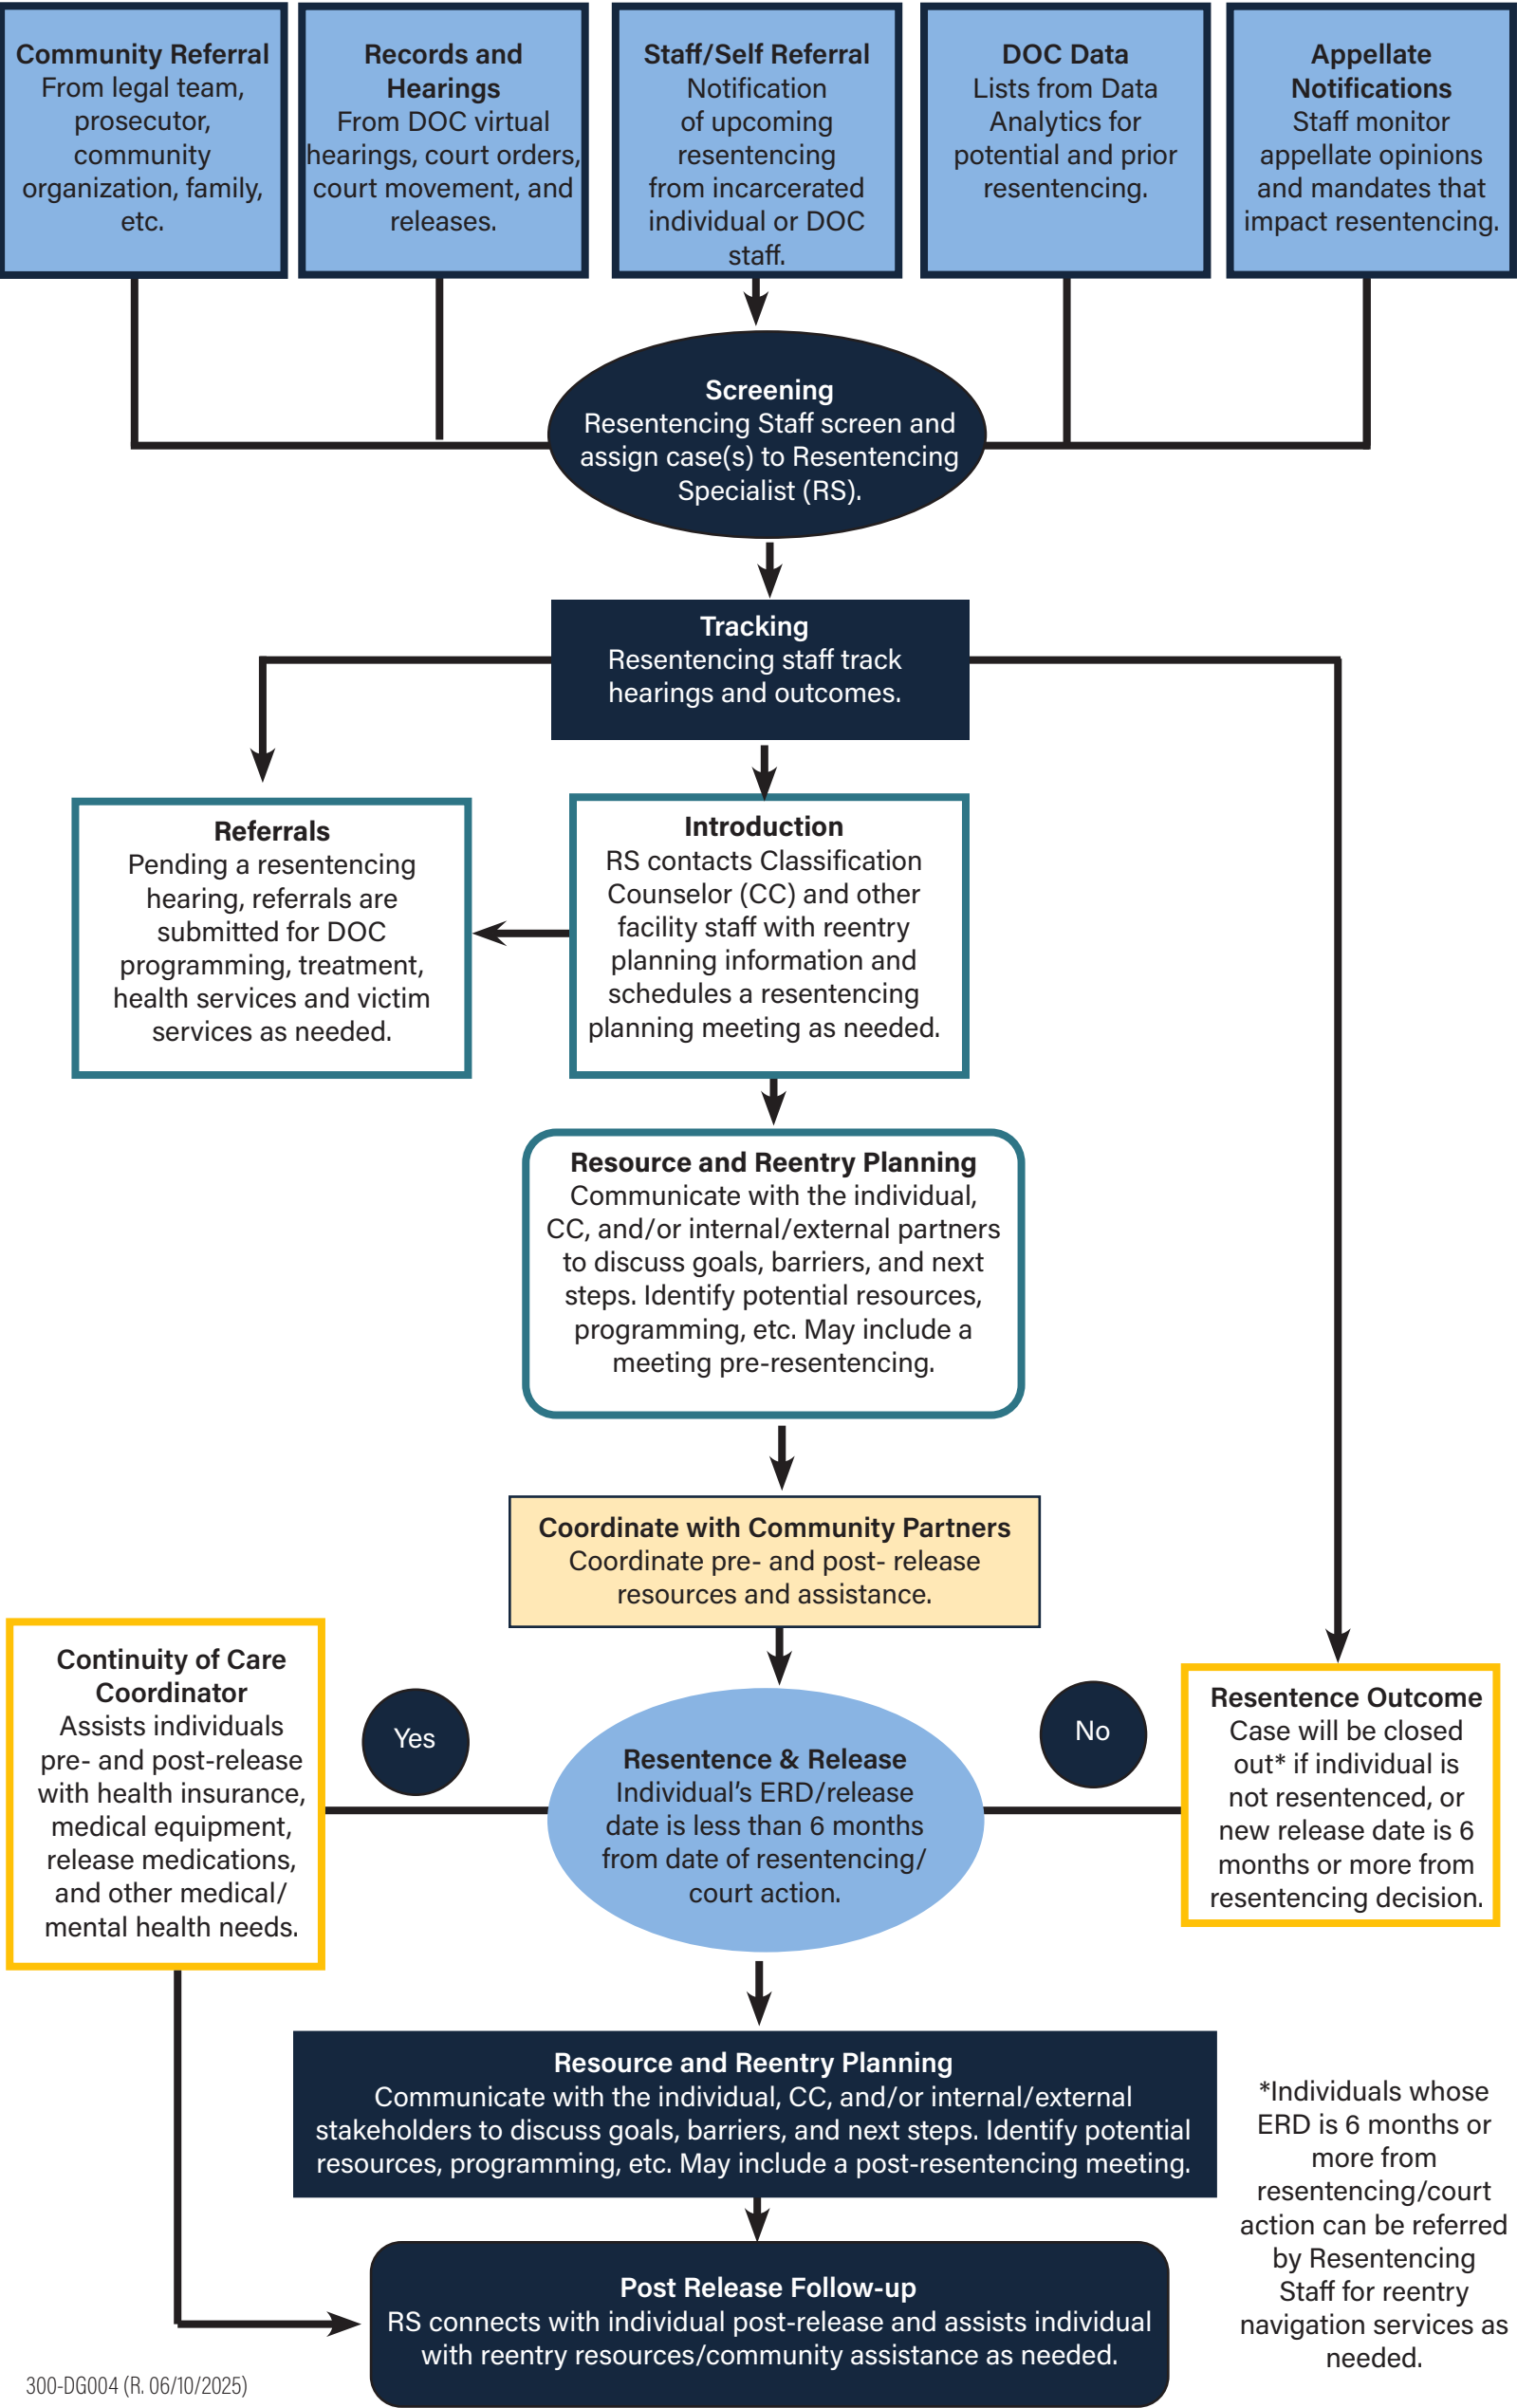 Community Referral
From legal team,
prosecutor,
community
organization, family,
etc.
Records and
Hearings
From DOC virtual
hearings, court orders,
court movement, and
releases.
Staff/Self Referral
Notification
of upcoming
resentencing
from incarcerated
individual or DOC
staff.
DOC Data
Lists from Data
Analytics for
potential and prior
resentencing.
Appellate
Notifications
Staff monitor
appellate opinions
and mandates that
impact resentencing.
Screening
Resentencing Staff screen and
assign case(s) to Resentencing
Specialist (RS).
Tracking
Resentencing staff track
hearings and outcomes.
Referrals
Pending a resentencing
hearing, referrals are
submitted for DOC
programming, treatment,
health services and victim
services as needed.
Introduction
RS contacts Classification
Counselor (CC) and other
facility staff with reentry
planning information and
schedules a resentencing
planning meeting as needed.
Resource and Reentry Planning
Communicate with the individual,
CC, and/or internal/external partners
to discuss goals, barriers, and next
steps. Identify potential resources,
programming, etc. May include a
meeting pre-resentencing.
Coordinate with Community Partners
Coordinate pre- and post- release
resources and assistance.
Continuity of Care
Coordinator
Assists individuals
pre- and post-release
with health insurance,
medical equipment,
release medications,
and other medical/
mental health needs.
Yes
Resentence & Release
Individual's ERD/release
date is less than 6 months
from date of resentencing/
court action.
No
Resentence Outcome
Case will be closed
out* if individual is
not resentenced, or
new release date is 6
months or more from
resentencing decision.
Resource and Reentry Planning
Communicate with the individual, CC, and/or internal/external
stakeholders to discuss goals, barriers, and next steps. Identify potential
resources, programming, etc. May include a post-resentencing meeting.
*Individuals whose
ERD is 6 months or
more from
resentencing/court
action can be referred
by Resentencing
Staff for reentry
navigation services as
needed.
Post Release Follow-up
RS connects with individual post-release and assists individual
with reentry resources/community assistance as needed.
300-DG004 (R. 06/10/2025)